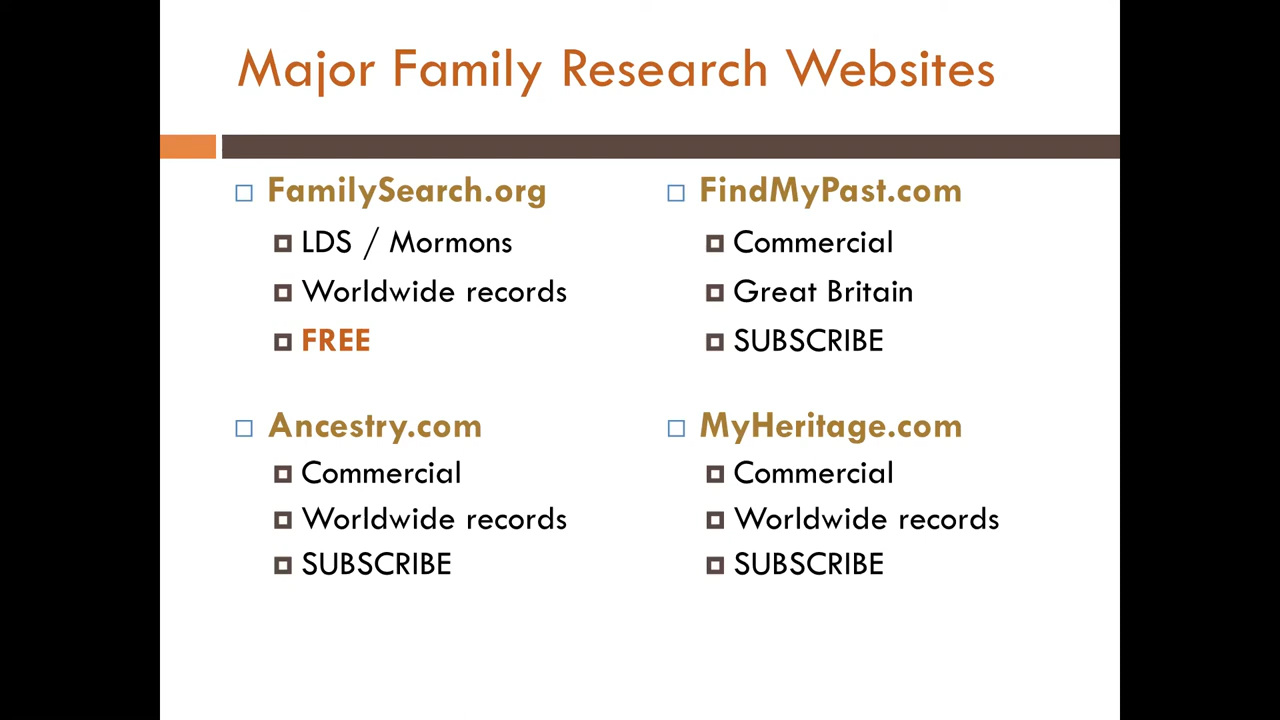 Major Family Research Websites
FamilySearch.org
LDS / Mormons
Worldwide records
FREE
Ancestry.com
Commercial
Worldwide records
SUBSCRIBE
FindMyPast.com
Commercial
Great Britain
SUBSCRIBE
MyHeritage.com
Commercial
Worldwide records
SUBSCRIBE